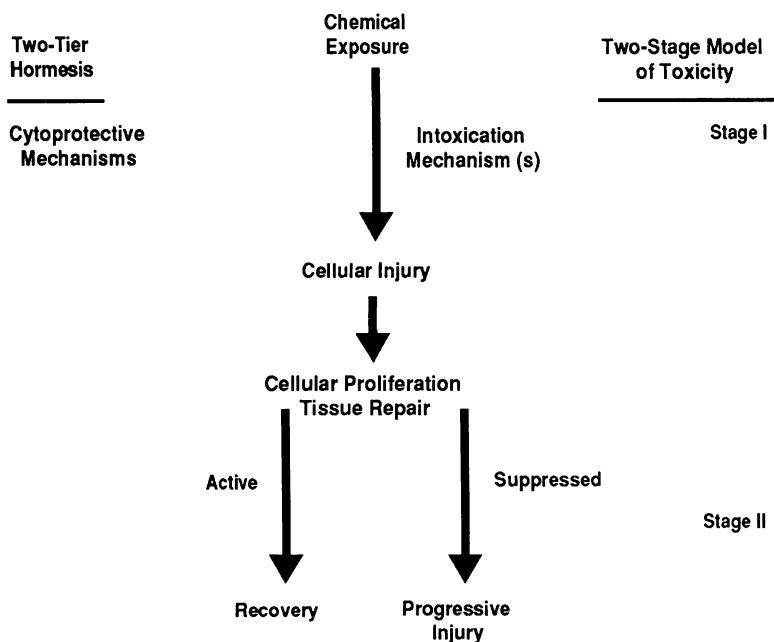 Chemical
Exposure
Two-Tier
Hormesis
Two-Stage Model
of Toxicity
Cytoprotective
Mechanisms
Intoxication
Mechanism (s)
Stage I
Cellular Injury
Cellular Proliferation
Tissue Repair
Active
Suppressed
Stage II
Recovery
Progressive
Injury